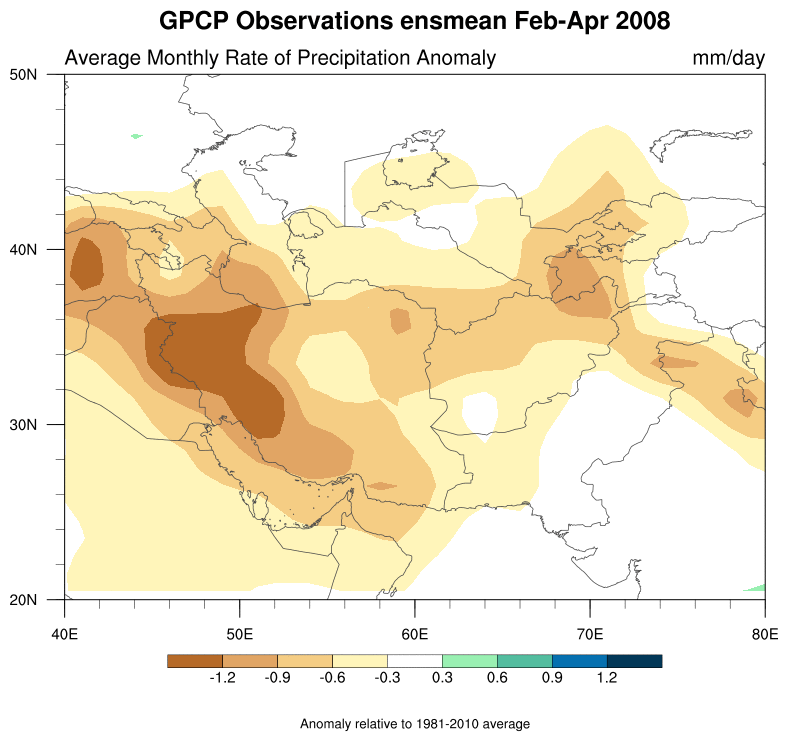 GPCP Observations ensmean Feb-Apr 2008
Average Monthly Rate of Precipitation Anomaly mm/day
50N
40N
30N
20N
40E 50E 60E 70E 80E
-1.2 -0.9 -0.6 -0.3 0.3 0.6 0.9 1.2
Anomaly relative to 1981-2010 average